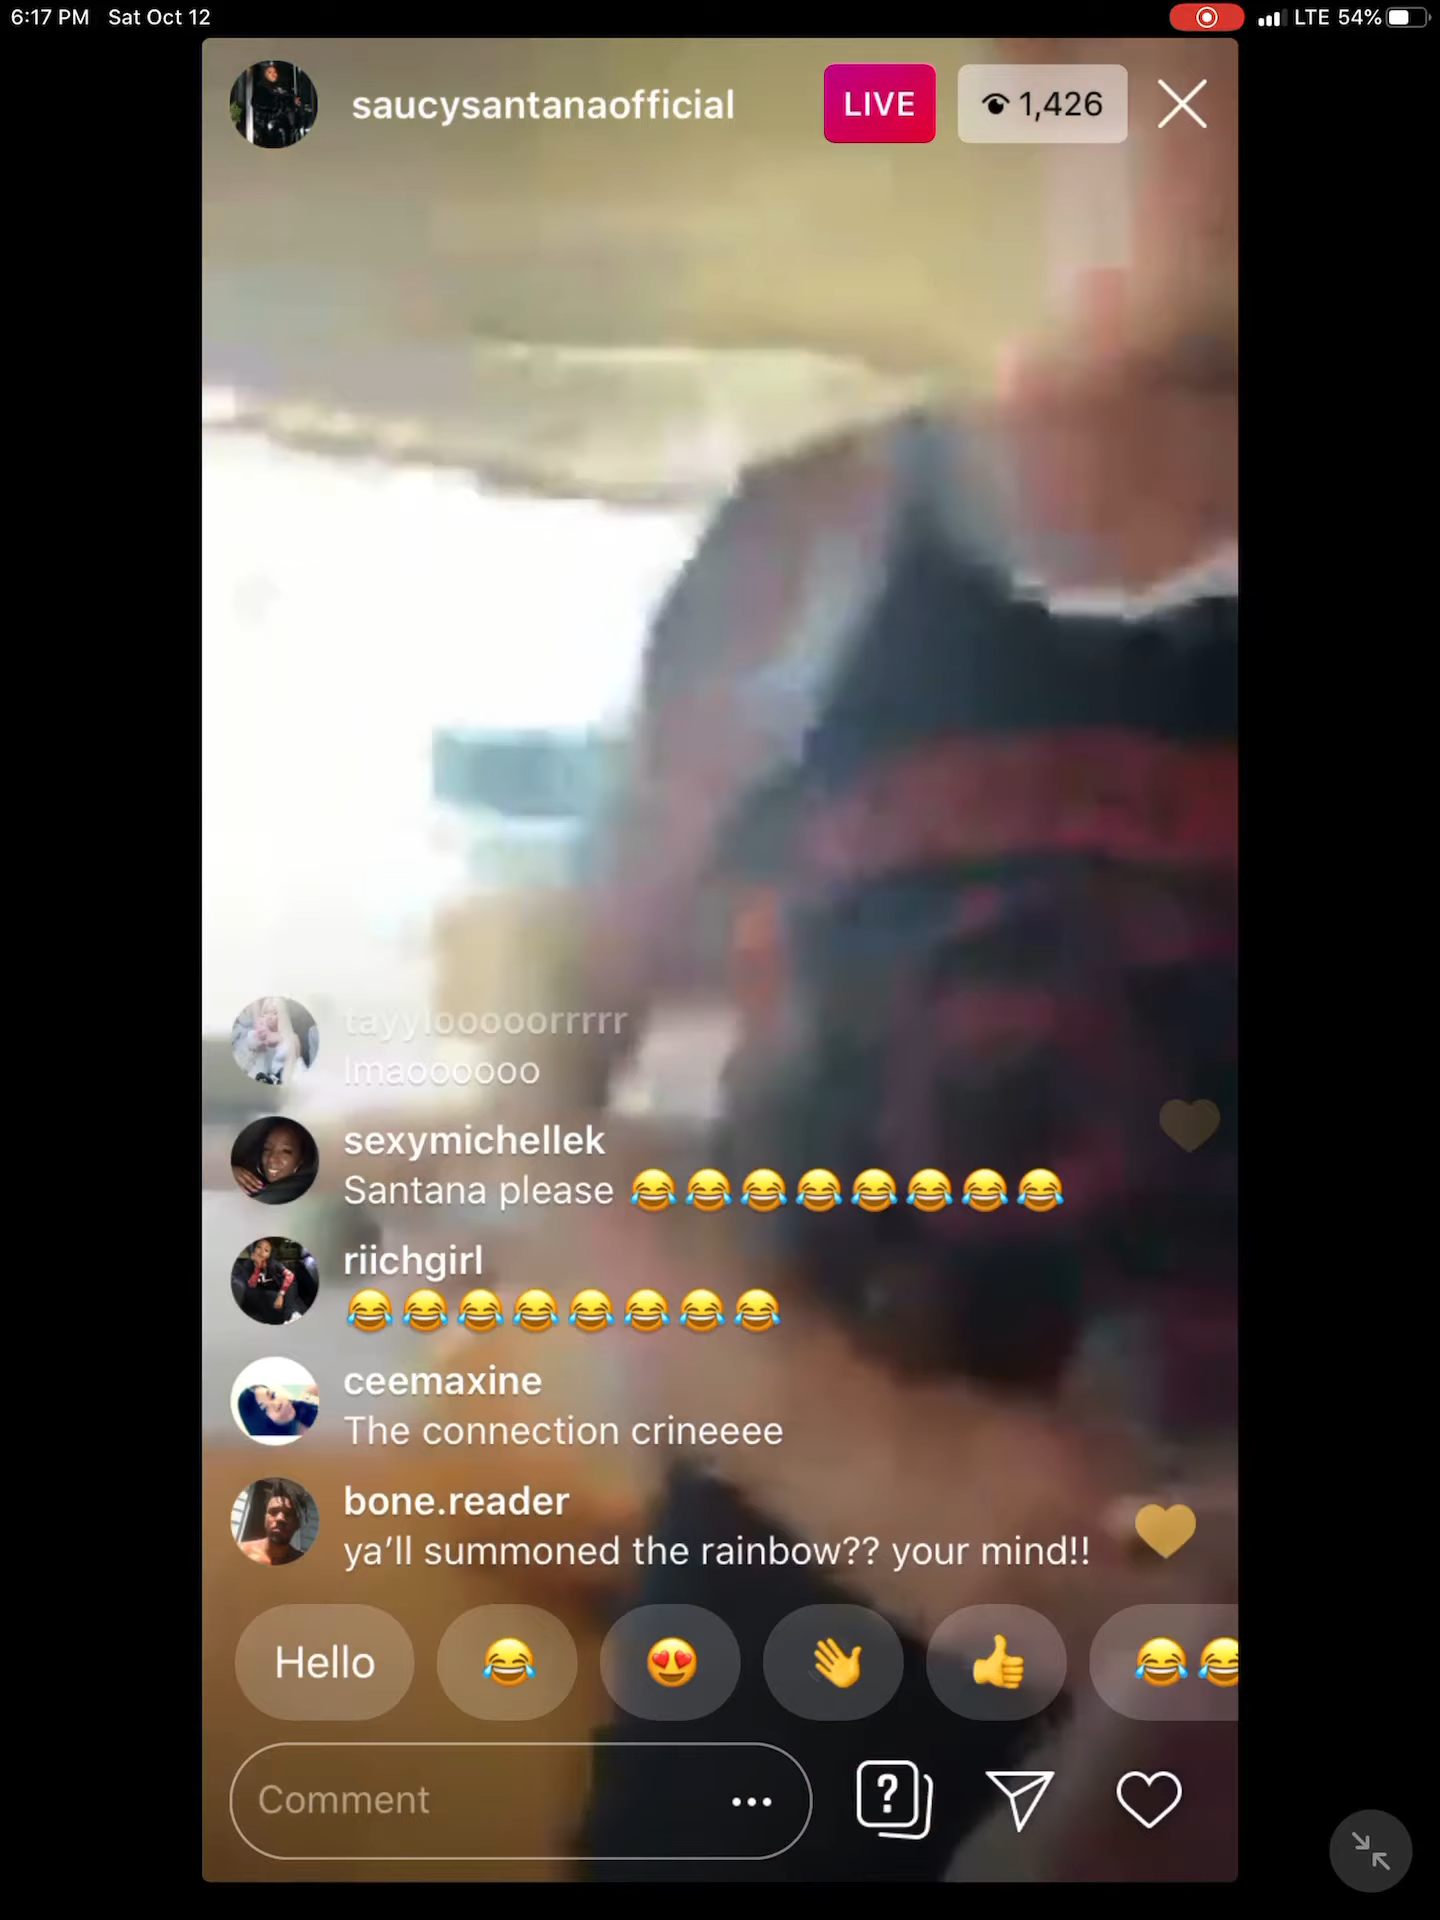 6:17 PM Sat Oct 12
LTE 54%
saucysantanaofficial
LIVE
1,426
tayylooooorrrrr
lmaoooooo
sexymichellek
Santana please 😂😂😂😂😂😂😂😂
riichgirl
😂😂😂😂😂😂😂😂
ceemaxine
The connection crineeee
bone.reader
ya’ll summoned the rainbow?? your mind!!
Hello 😂 😍 👋 👍 😂😂
Comment
?